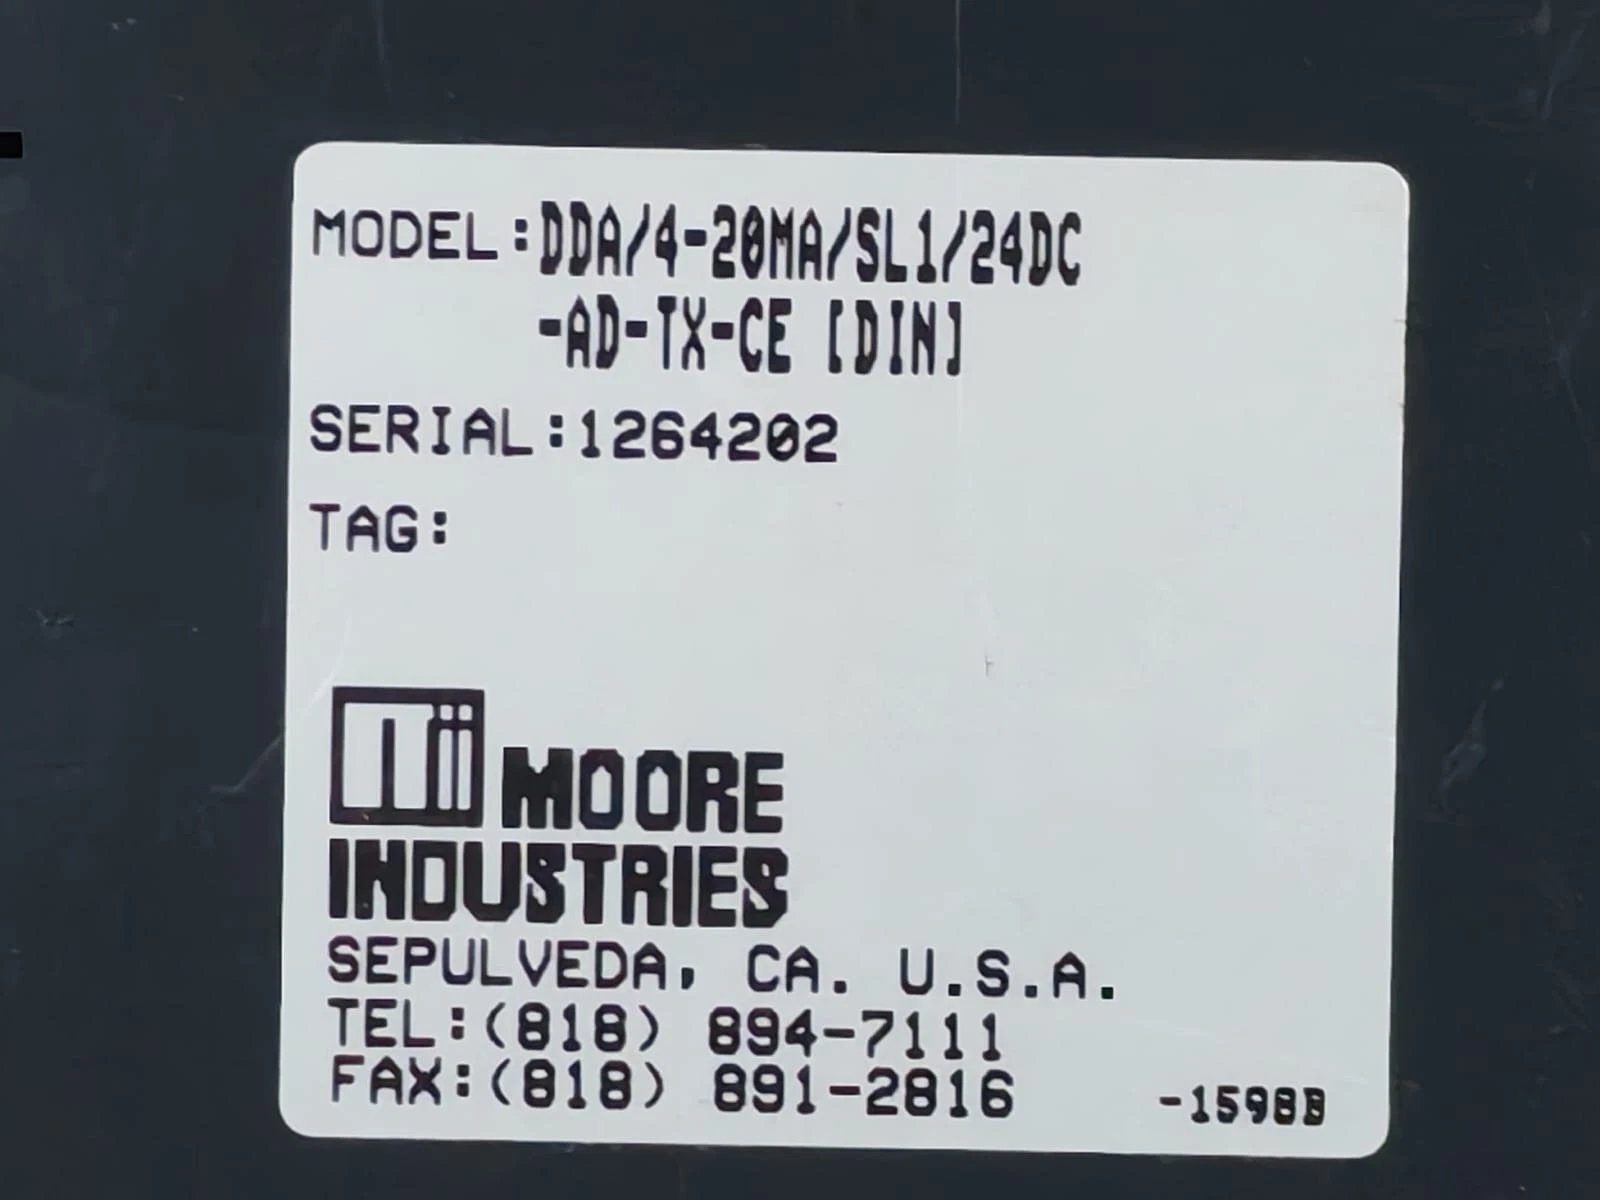 MODEL:DDA/4-20MA/SL1/24DC
-AD-TX-CE [DIN]
SERIAL:1264202
TAG:
MOORE
INDUSTRIES
SEPULVEDA, CA. U.S.A.
TEL:(818) 894-7111
FAX:(818) 891-2816
-1598B